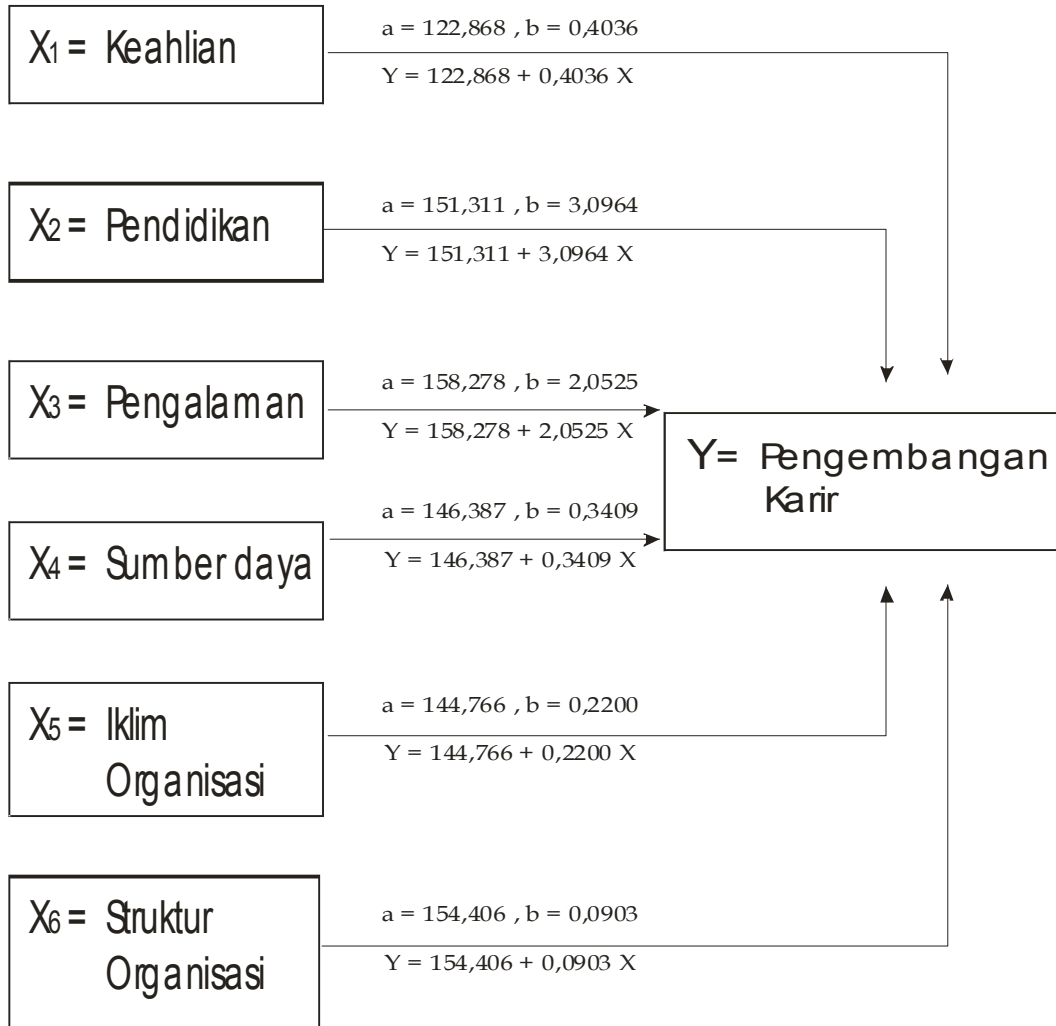 X1 = Keahlian
a = 122,868 , b = 0,4036
Y = 122,868 + 0,4036 X
X2 = Pendidikan
a = 151,311 , b = 3,0964
Y = 151,311 + 3,0964 X
X3 = Pengalaman
a = 158,278 , b = 2,0525
Y = 158,278 + 2,0525 X
Y= Pengembangan
Karir
X4 = Sumber daya
a = 146,387 , b = 0,3409
Y = 146,387 + 0,3409 X
X5 = Iklim
Organisasi
a = 144,766 , b = 0,2200
Y = 144,766 + 0,2200 X
X6 = Struktur
Organisasi
a = 154,406 , b = 0,0903
Y = 154,406 + 0,0903 X